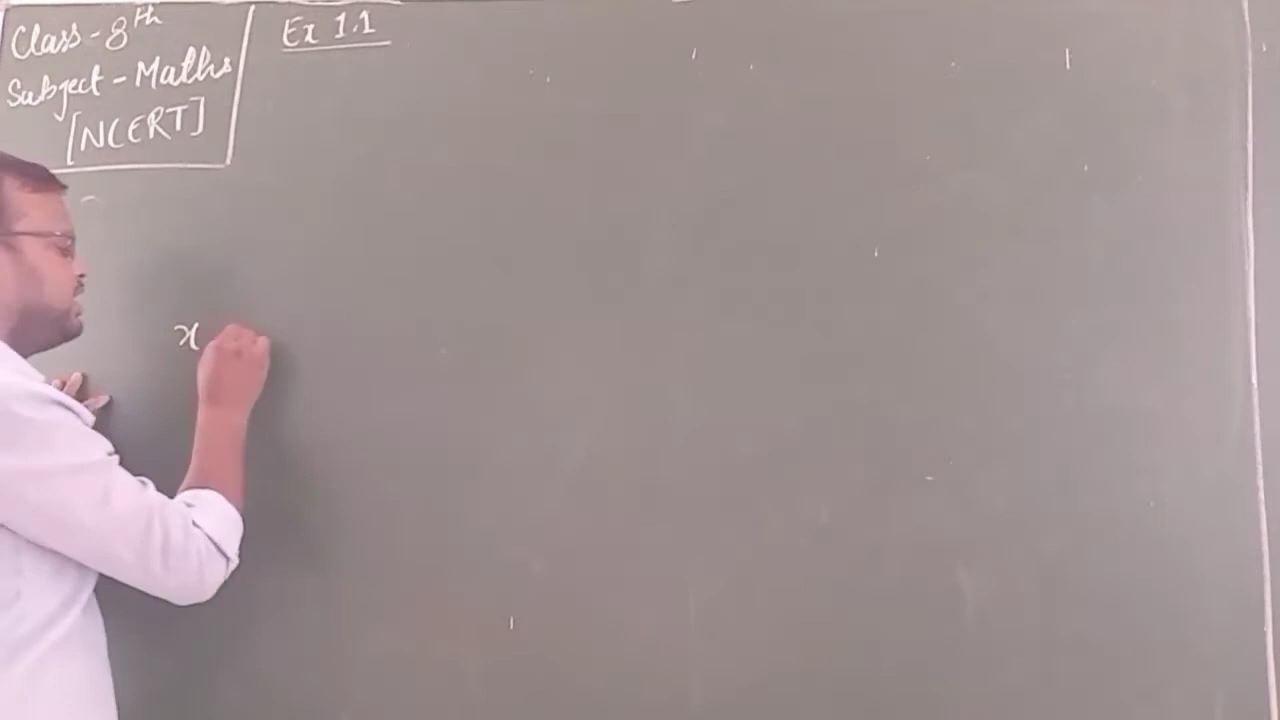 Class - 8th
Subject - Maths
[NCERT]
Ex 1.1
x